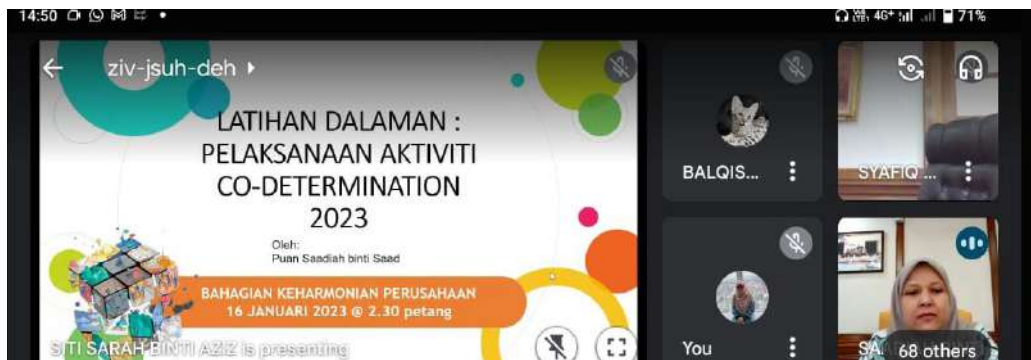 14:50
4G+ 71%
ziv-jsuh-deh
LATIHAN DALAMAN :
PELAKSANAAN AKTIVITI
CO-DETERMINATION
2023
Oleh:
Puan Saadiah binti Saad
BAHAGIAN KEHARMONIAN PERUSAHAAN
16 JANUARI 2023 @ 2.30 petang
SITI SARAH BINTI AZIZ is presenting
BALQIS...
SYAFIQ ...
You
68 others